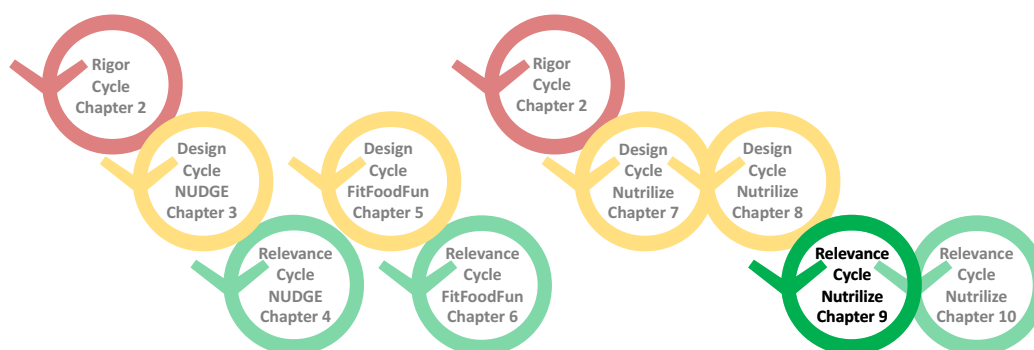 Rigor
Cycle
Chapter 2
Rigor
Cycle
Chapter 2
Design
Cycle
NUDGE
Chapter 3
Design
Cycle
FitFoodFun
Chapter 5
Design
Cycle
Nutrilize
Chapter 7
Design
Cycle
Nutrilize
Chapter 8
Relevance
Cycle
NUDGE
Chapter 4
Relevance
Cycle
FitFoodFun
Chapter 6
Relevance
Cycle
Nutrilize
Chapter 9
Relevance
Cycle
Nutrilize
Chapter 10